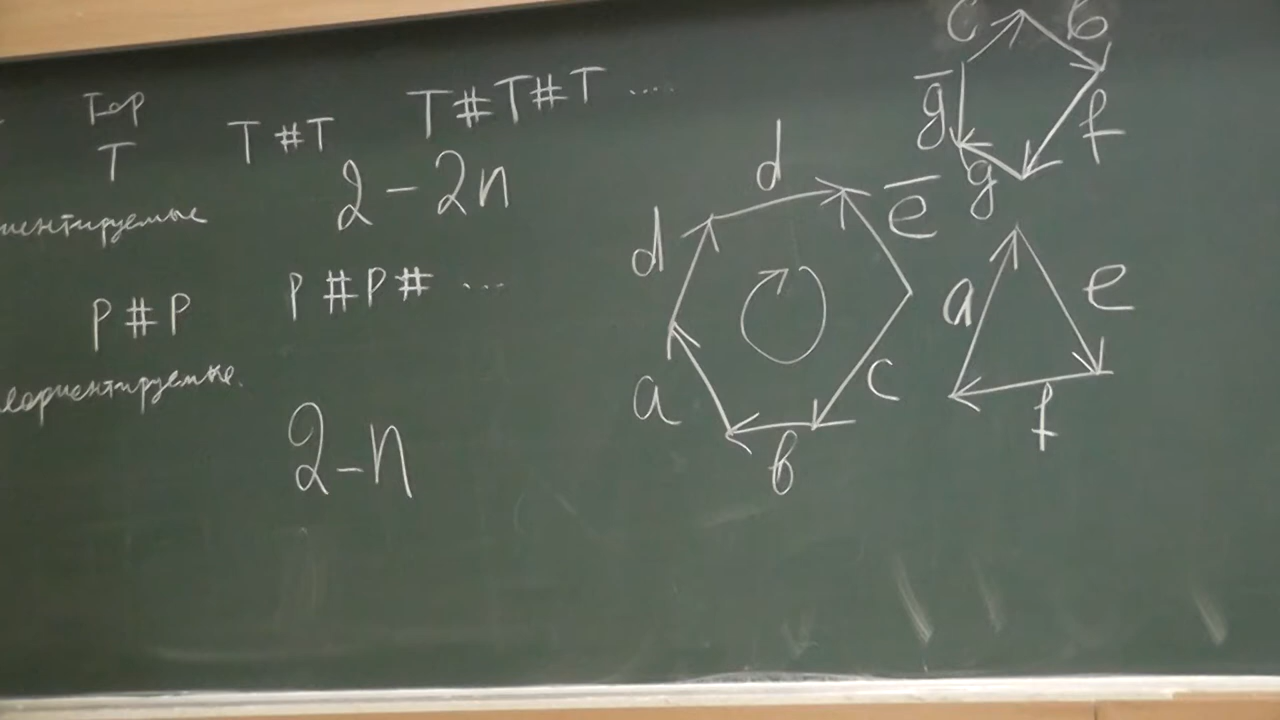 Тор
T T # T T # T # T ....
2 - 2n
P # P P # P # ...
2 - n
d
d
e̅
a
c
b
c
b
g̅
g
f
a
e
f